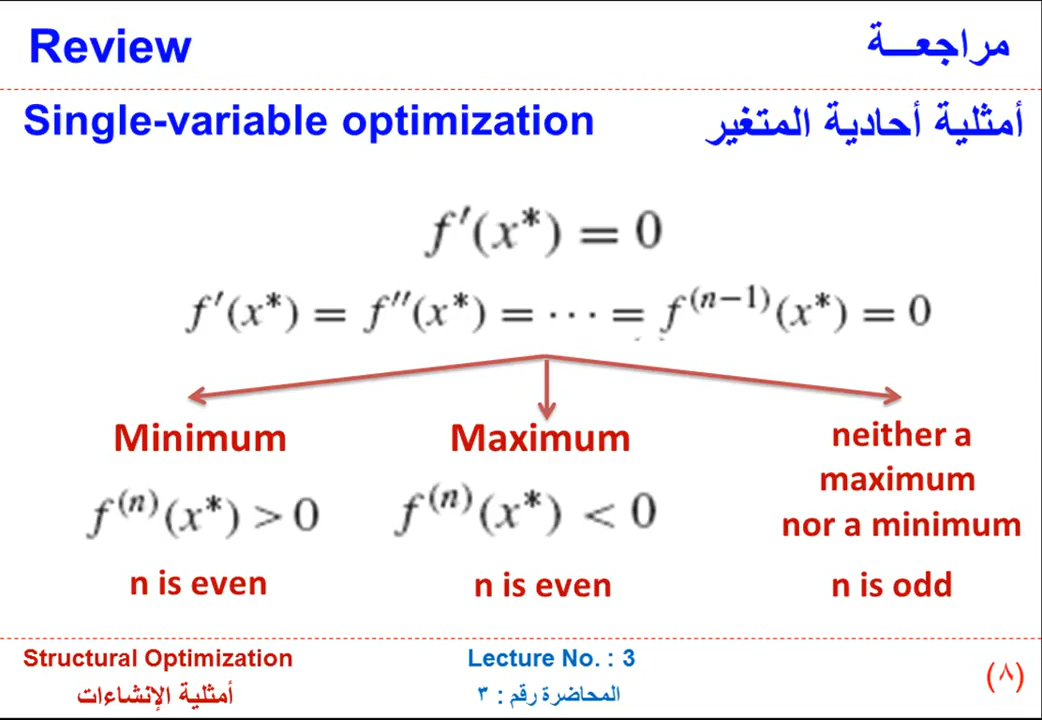 Review
مراجعـــة
Single-variable optimization
أمثلية أحادية المتغير
f′(x*) = 0
f′(x*) = f″(x*) = ··· = f⁽ⁿ⁻¹⁾(x*) = 0
Minimum
f⁽ⁿ⁾(x*) > 0
n is even
Maximum
f⁽ⁿ⁾(x*) < 0
n is even
neither a
maximum
nor a minimum
n is odd
Structural Optimization
أمثلية الإنشاءات
Lecture No. : 3
المحاضرة رقم : ٣
(٨)